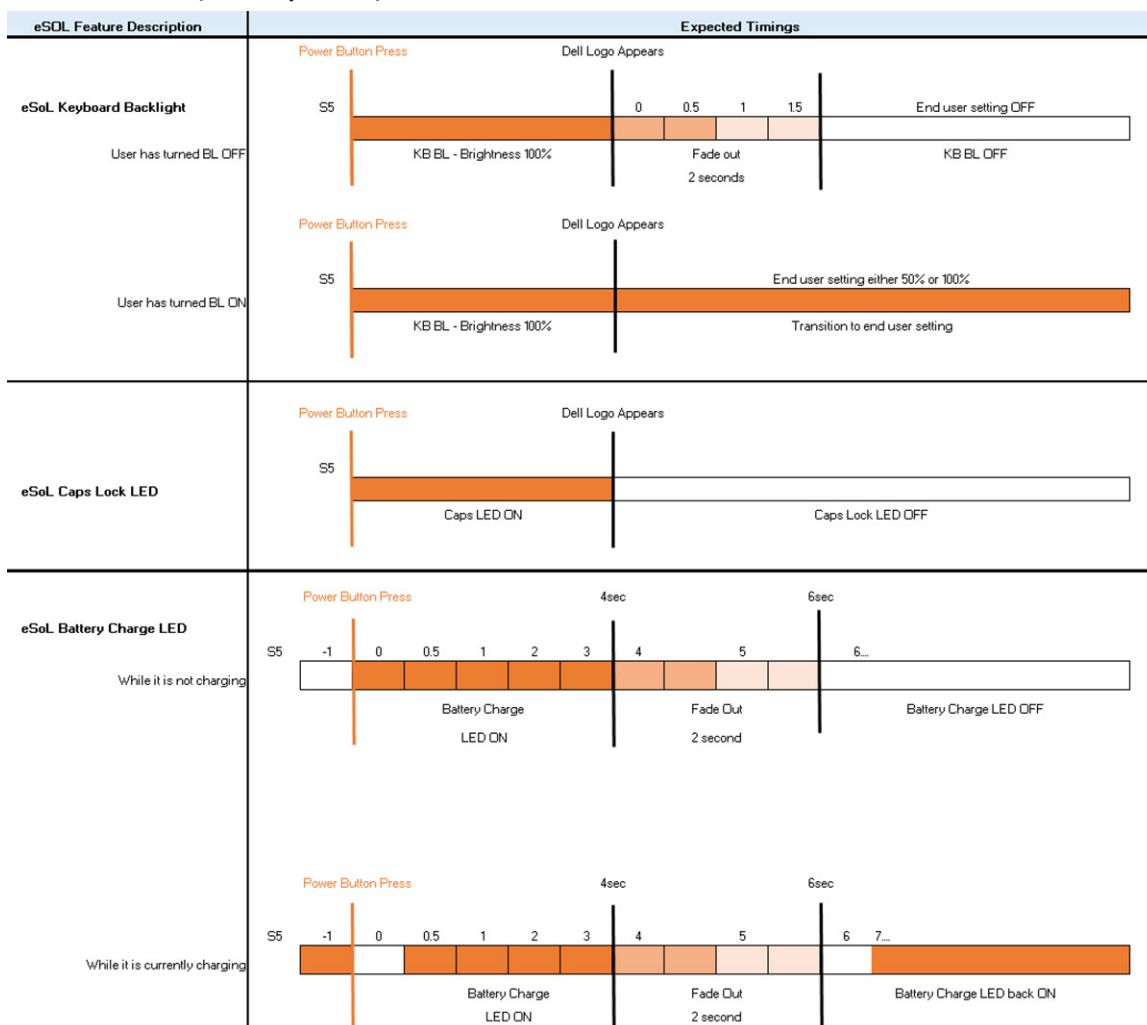 eSOL Feature Description
Expected Timings
Power Button Press
Dell Logo Appears
eSoL Keyboard Backlight
S5
0 0.5 1 1.5
End user setting OFF
User has turned BL OFF
KB BL - Brightness 100%
Fade out
KB BL OFF
2 seconds
Power Button Press
Dell Logo Appears
S5
End user setting either 50% or 100%
User has turned BL ON
KB BL - Brightness 100%
Transition to end user setting
Power Button Press
Dell Logo Appears
S5
eSoL Caps Lock LED
Caps LED ON
Caps Lock LED OFF
Power Button Press
4sec
6sec
eSoL Battery Charge LED
S5
-1 0 0.5 1 2 3 4 5 6...
While it is not charging
Battery Charge
Fade Out
Battery Charge LED OFF
LED ON
2 second
Power Button Press
4sec
6sec
S5
-1 0 0.5 1 2 3 4 5 6 7...
While it is currently charging
Battery Charge
Fade Out
Battery Charge LED back ON
LED ON
2 second